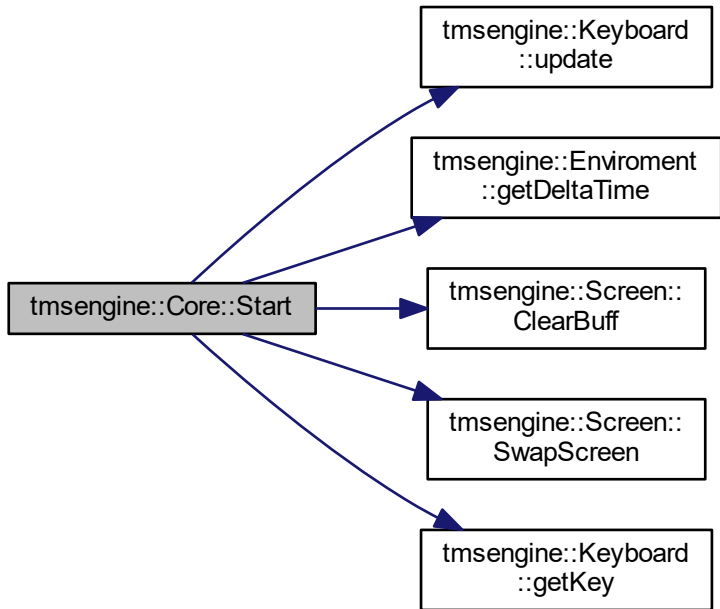 tmsengine::Keyboard
::update
tmsengine::Enviroment
::getDeltaTime
tmsengine::Core::Start
tmsengine::Screen::
ClearBuff
tmsengine::Screen::
SwapScreen
tmsengine::Keyboard
::getKey